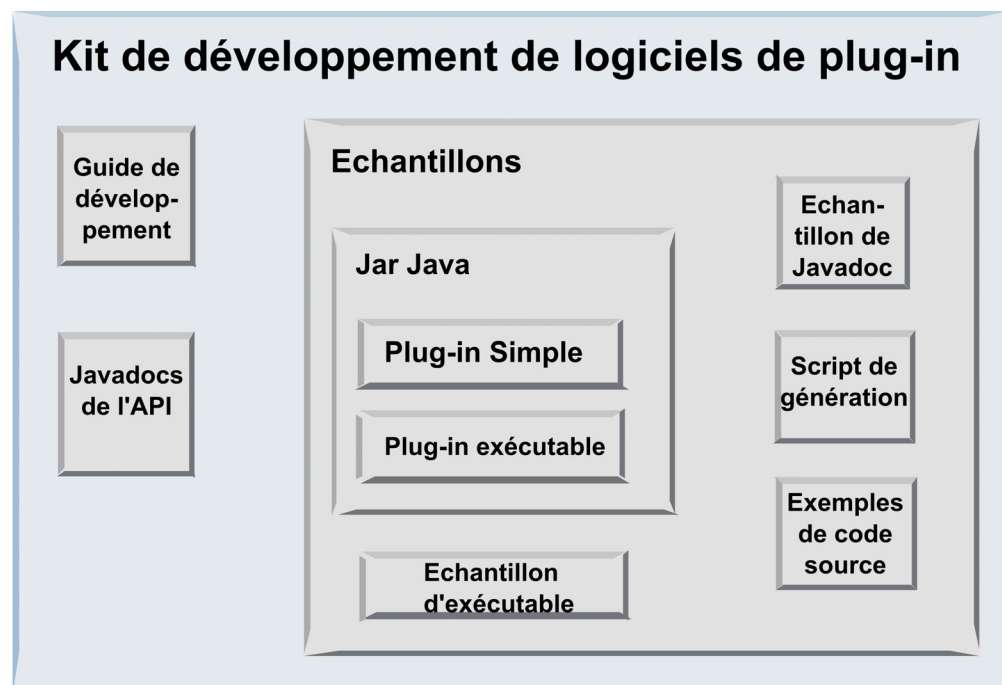 Kit de développement de logiciels de plug-in
Guide de
dévelop-
pement
Javadocs
de l'API
Echantillons
Jar Java
Plug-in Simple
Plug-in exécutable
Echantillon
d'exécutable
Echan-
tillon de
Javadoc
Script de
génération
Exemples
de code
source